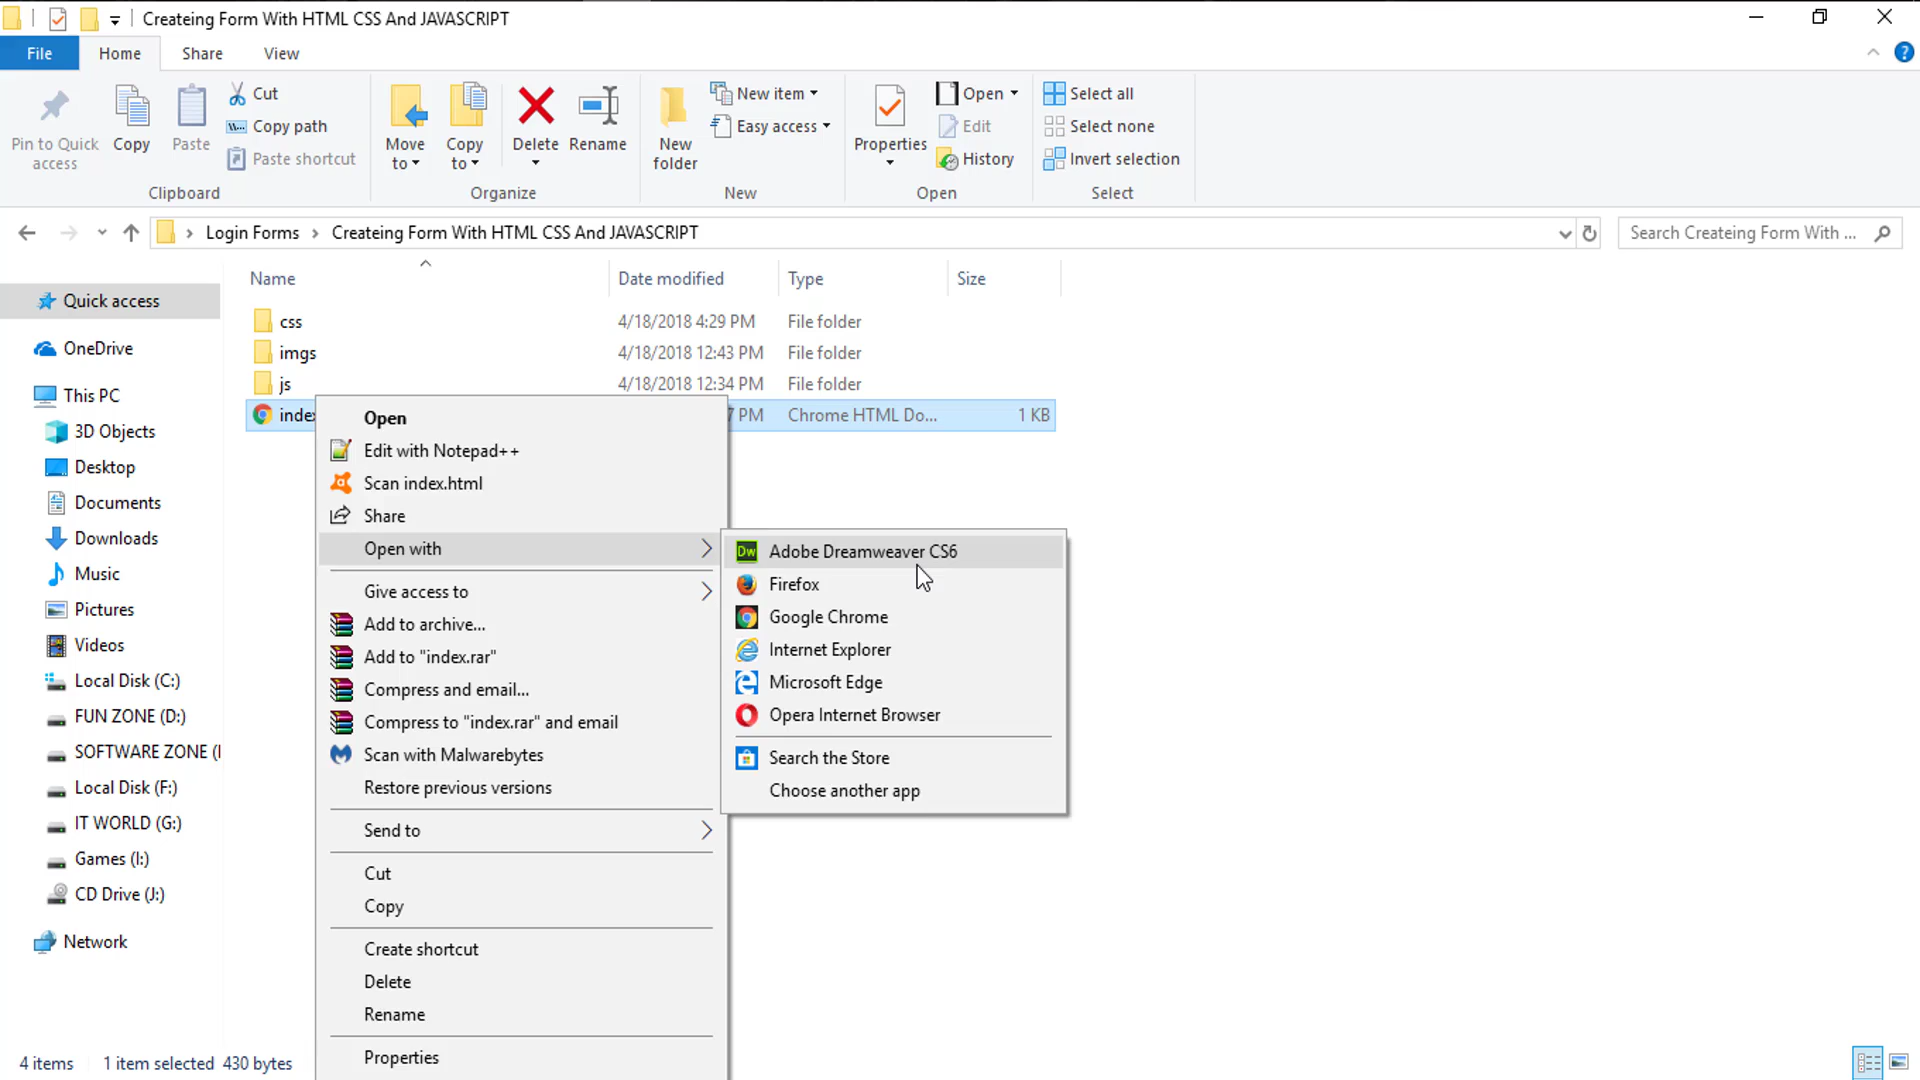 Createing Form With HTML CSS And JAVASCRIPT
File
Home
Share
View
Pin to Quick access
Copy
Paste
Cut
Copy path
Paste shortcut
Clipboard
Move to
Copy to
Delete
Rename
Organize
New folder
New item
Easy access
New
Properties
Open
Edit
History
Open
Select all
Select none
Invert selection
Select
Login Forms
Createing Form With HTML CSS And JAVASCRIPT
Search Createing Form With ...
Name
Date modified
Type
Size
css 4/18/2018 4:29 PM File folder
imgs 4/18/2018 12:43 PM File folder
js 4/18/2018 12:34 PM File folder
index 7 PM Chrome HTML Do... 1 KB
Quick access
OneDrive
This PC
3D Objects
Desktop
Documents
Downloads
Music
Pictures
Videos
Local Disk (C:)
FUN ZONE (D:)
SOFTWARE ZONE (
Local Disk (F:)
IT WORLD (G:)
Games (I:)
CD Drive (J:)
Network
Open
Edit with Notepad++
Scan index.html
Share
Open with
Give access to
Add to archive...
Add to "index.rar"
Compress and email...
Compress to "index.rar" and email
Scan with Malwarebytes
Restore previous versions
Send to
Cut
Copy
Create shortcut
Delete
Rename
Properties
Dw Adobe Dreamweaver CS6
Firefox
Google Chrome
Internet Explorer
Microsoft Edge
Opera Internet Browser
Search the Store
Choose another app
4 items 1 item selected 430 bytes